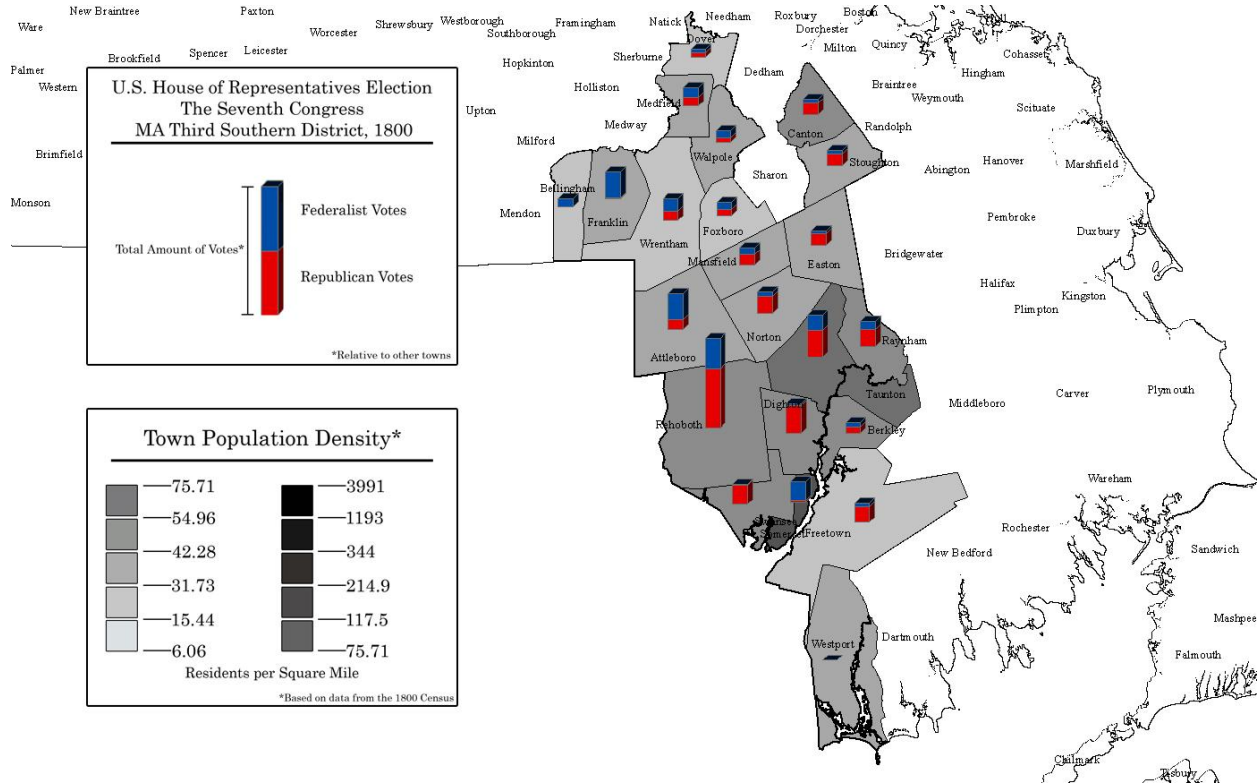 New Braintree
Paxton
Ware
Worcester
Shrewsbury
Westborough
Southborough
Framingham
Natick
Needham
Roxbury
Boston
Dorchester
Hull
Brookfield
Spencer
Leicester
Hopkinton
Sherburne
Dover
Milton
Quincy
Cohasset
Palmer
Western
Holliston
Dedham
Braintree
Hingham
Weymouth
Upton
Medfield
Medway
Scituate
Canton
Randolph
Milford
Walpole
Stoughton
Brimfield
Sharon
Abington
Hanover
Marshfield
Monson
Bellingham
Mendon
Franklin
Wrentham
Foxboro
Pembroke
Duxbury
Mansfield
Easton
Bridgewater
Halifax
Kingston
Plimpton
Norton
Raynham
Attleboro
Taunton
Middleboro
Carver
Plymouth
Dighton
Rehoboth
Berkley
Wareham
Swansea
Somerset
Freetown
Rochester
New Bedford
Sandwich
Westport
Dartmouth
Mashpee
Falmouth
Chilmark
Tisbury
U.S. House of Representatives Election
The Seventh Congress
MA Third Southern District, 1800
Federalist Votes
Total Amount of Votes*
Republican Votes
*Relative to other towns
Town Population Density*
75.71
3991
54.96
1193
42.28
344
31.73
214.9
15.44
117.5
6.06
75.71
Residents per Square Mile
*Based on data from the 1800 Census